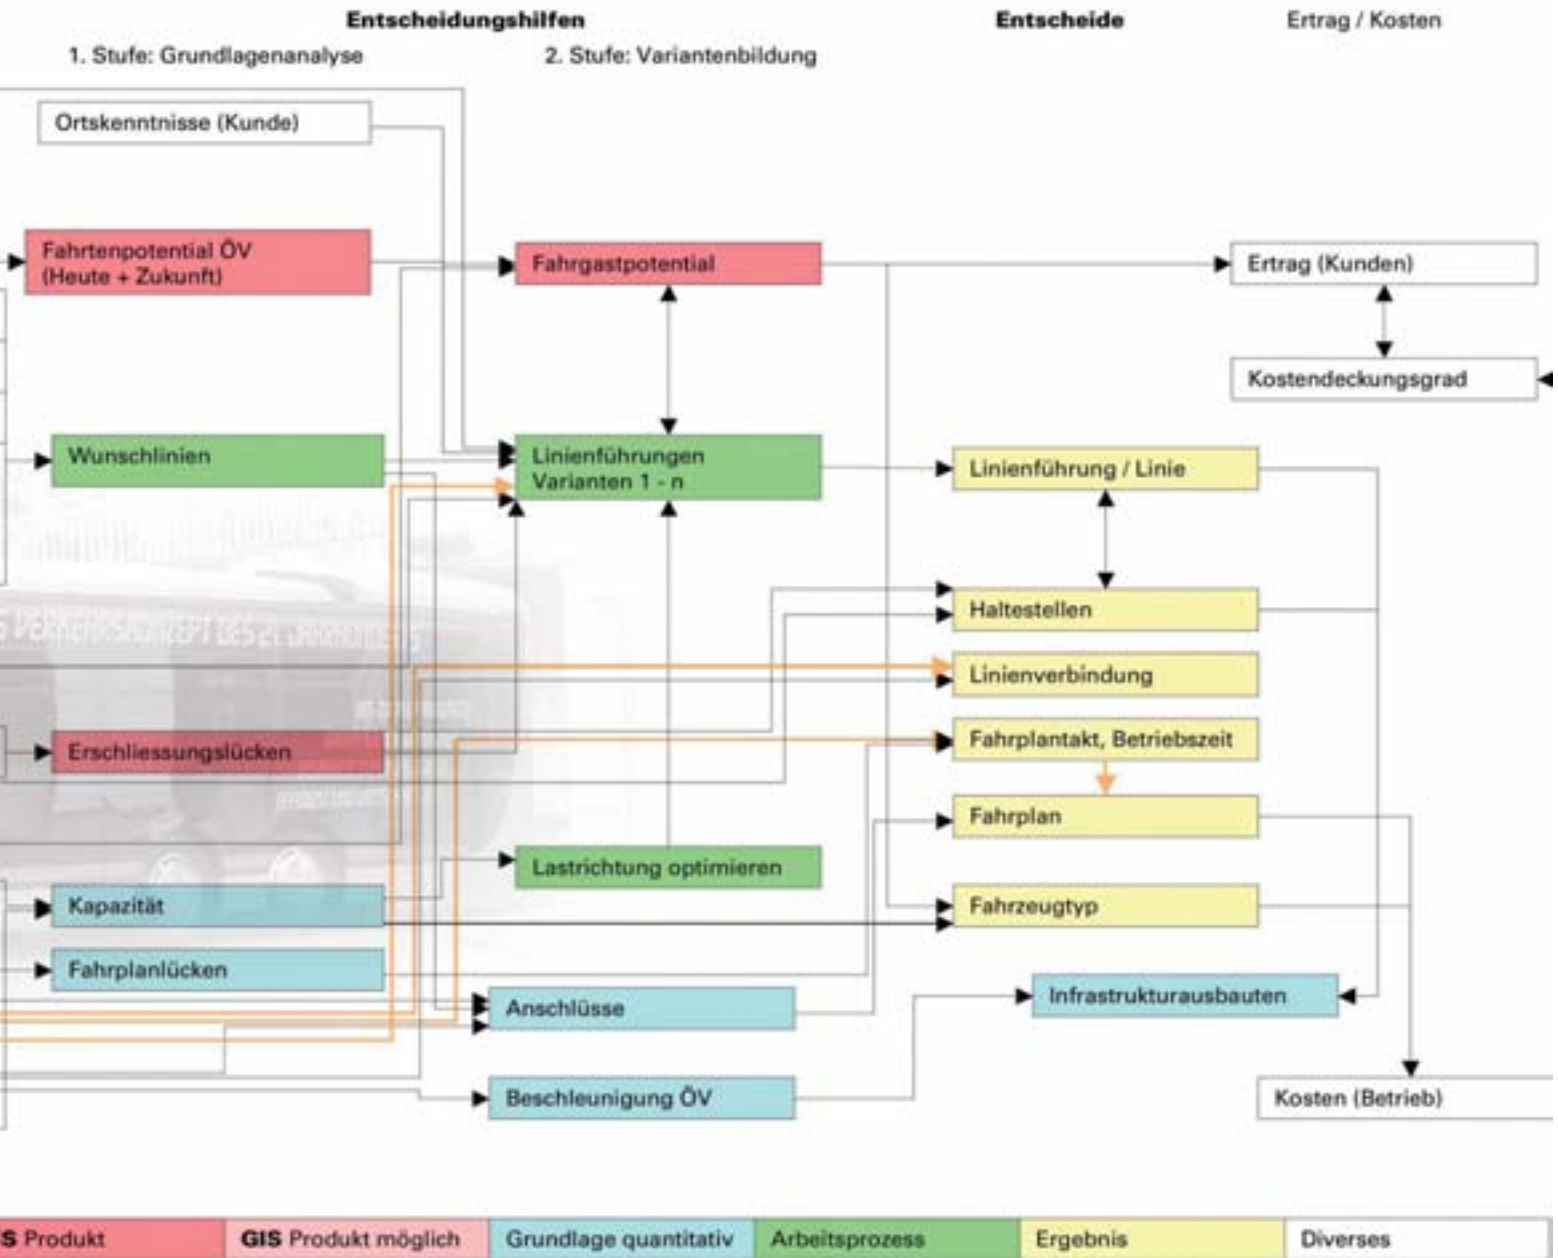 Entscheidungshilfen
Entscheide
Ertrag / Kosten
1. Stufe: Grundlagenanalyse
2. Stufe: Variantenbildung
Ortskenntnisse (Kunde)
Fahrtenpotential ÖV
(Heute + Zukunft)
Fahrgastpotential
Ertrag (Kunden)
Kostendeckungsgrad
Wunschlinien
Linienführungen
Varianten 1 - n
Linienführung / Linie
Haltestellen
Linienverbindung
Erschliessungslücken
Fahrplantakt, Betriebszeit
Fahrplan
Lastrichtung optimieren
Kapazität
Fahrzeugtyp
Fahrplanlücken
Anschlüsse
Infrastrukturausbauten
Beschleunigung ÖV
Kosten (Betrieb)
S Produkt
GIS Produkt möglich
Grundlage quantitativ
Arbeitsprozess
Ergebnis
Diverses